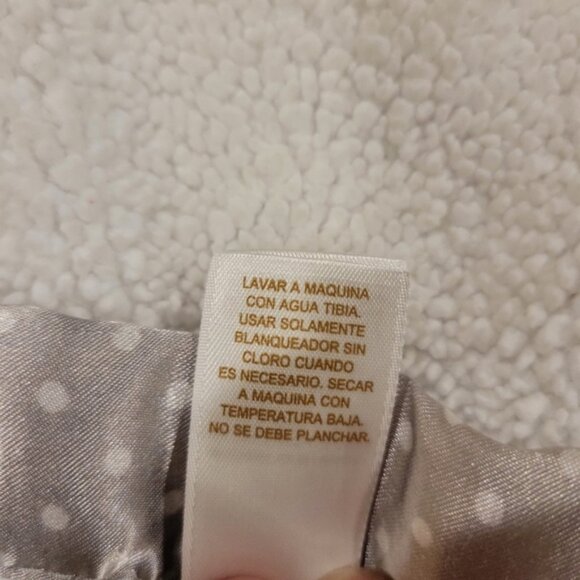 LAVAR A MAQUINA
CON AGUA TIBIA.
USAR SOLAMENTE
BLANQUEADOR SIN
CLORO CUANDO
ES NECESARIO. SECAR
A MAQUINA CON
TEMPERATURA BAJA.
NO SE DEBE PLANCHAR.